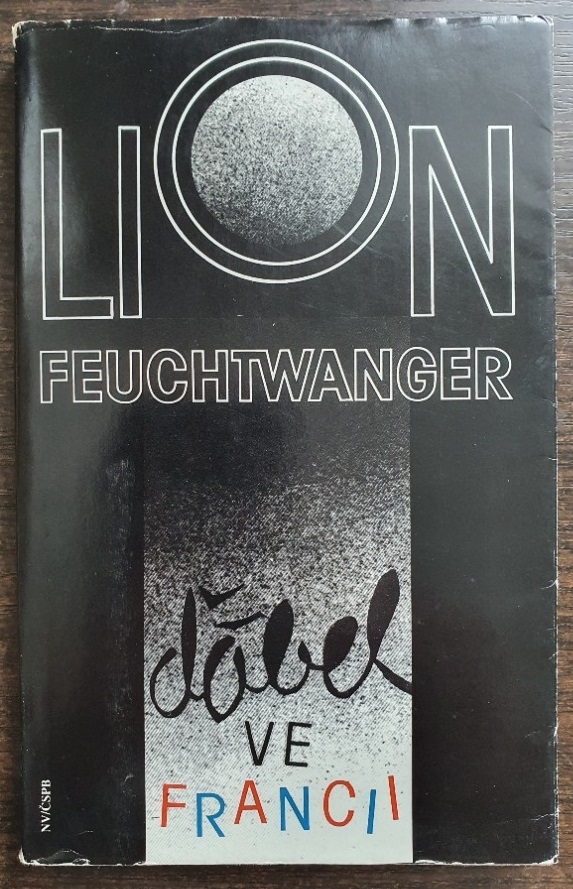 LION
FEUCHTWANGER
ďábel
VE
FRANCII
NV/ČSPB